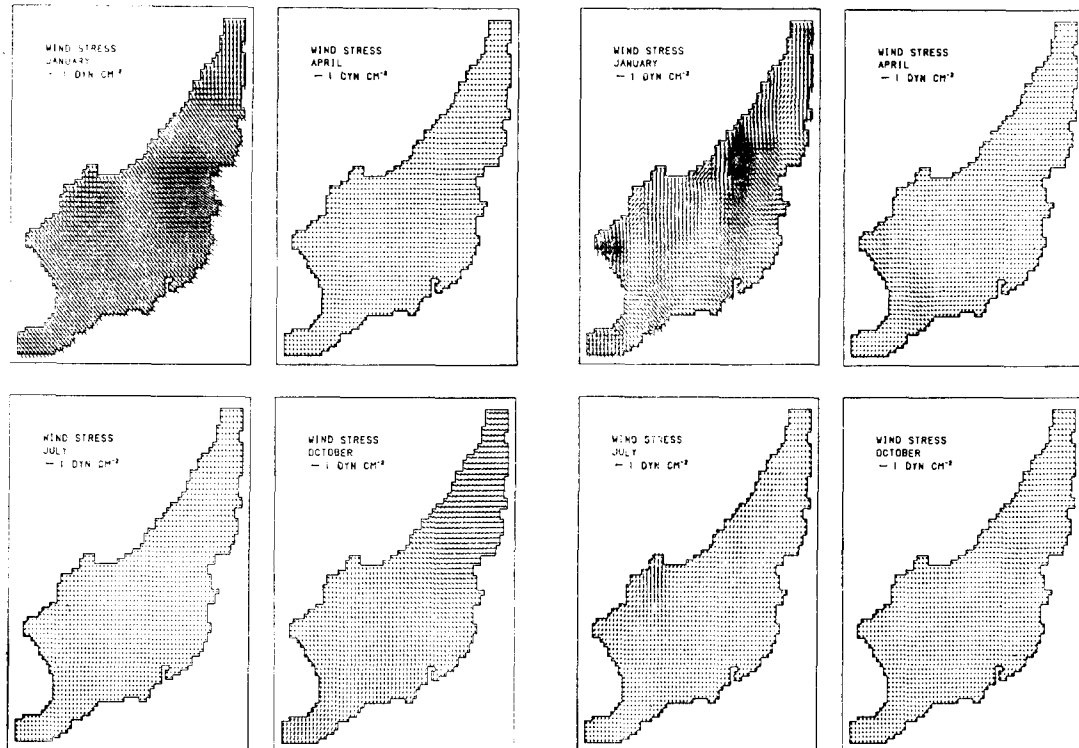 WIND STRESS
JANUARY
— 1 DYN CM⁻²
WIND STRESS
APRIL
— 1 DYN CM⁻²
WIND STRESS
JANUARY
— 1 DYN CM⁻²
WIND STRESS
APRIL
— 1 DYN CM⁻²
WIND STRESS
JULY
— 1 DYN CM⁻²
WIND STRESS
OCTOBER
— 1 DYN CM⁻²
WIND STRESS
JULY
— 1 DYN CM⁻²
WIND STRESS
OCTOBER
— 1 DYN CM⁻²